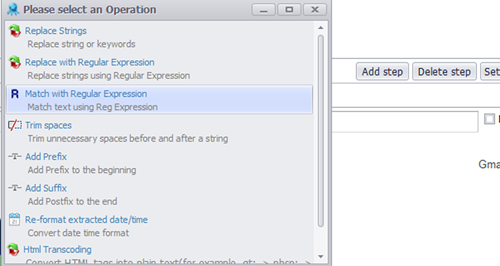 Please select an Operation
Replace Strings
Replace string or keywords
Replace with Regular Expression
Replace strings using Regular Expression
Add step Delete step Set
R Match with Regular Expression
Match text using Reg Expression
Trim spaces
Trim unnecessary spaces before and after a string
Add Prefix
Add Prefix to the beginning
Gma
Add Suffix
Add Postfix to the end
Re-format extracted date/time
Convert date time format
Html Transcoding
Convert HTML tags into plain text(for example, gt; -> nbsp; ->